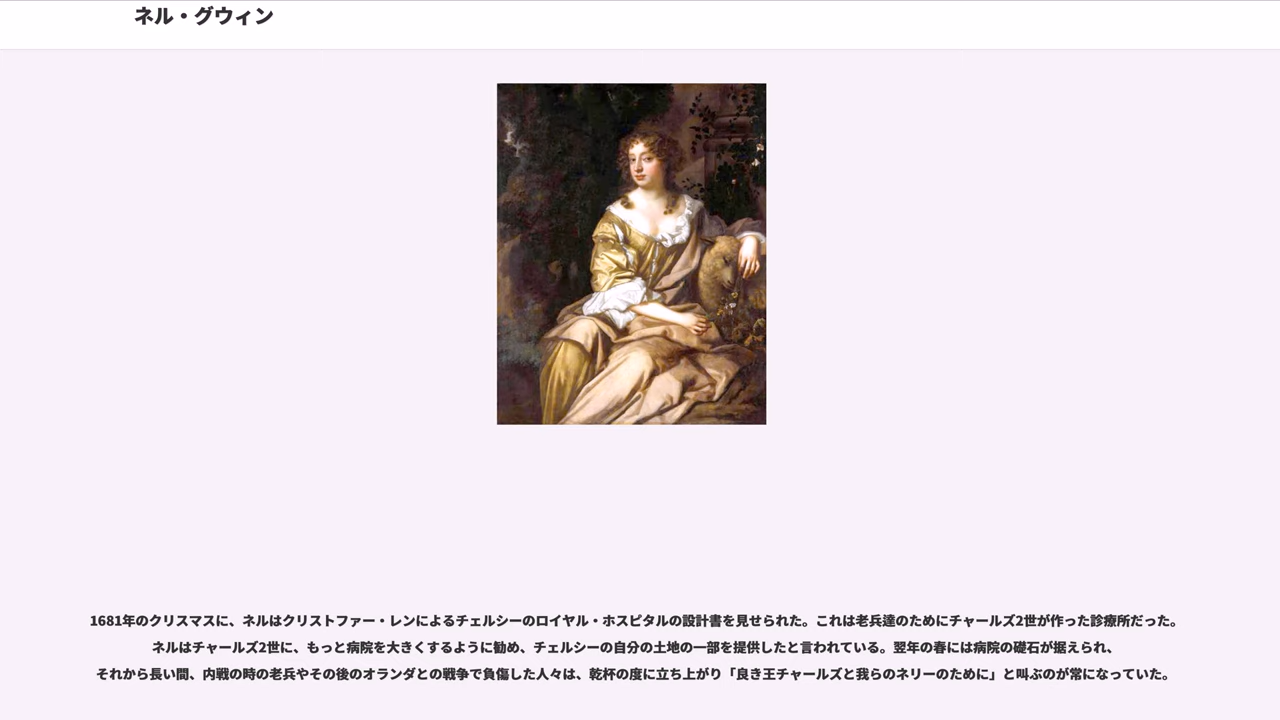 ネル・グウィン
1681年のクリスマスに、ネルはクリストファー・レンによるチェルシーのロイヤル・ホスピタルの設計書を見せられた。これは老兵達のためにチャールズ2世が作った診療所だった。
ネルはチャールズ2世に、もっと病院を大きくするように勧め、チェルシーの自分の土地の一部を提供したと言われている。翌年の春には病院の礎石が据えられ、
それから長い間、内戦の時の老兵やその後のオランダとの戦争で負傷した人々は、乾杯の度に立ち上がり「良き王チャールズと我らのネリーのために」と叫ぶのが常になっていた。